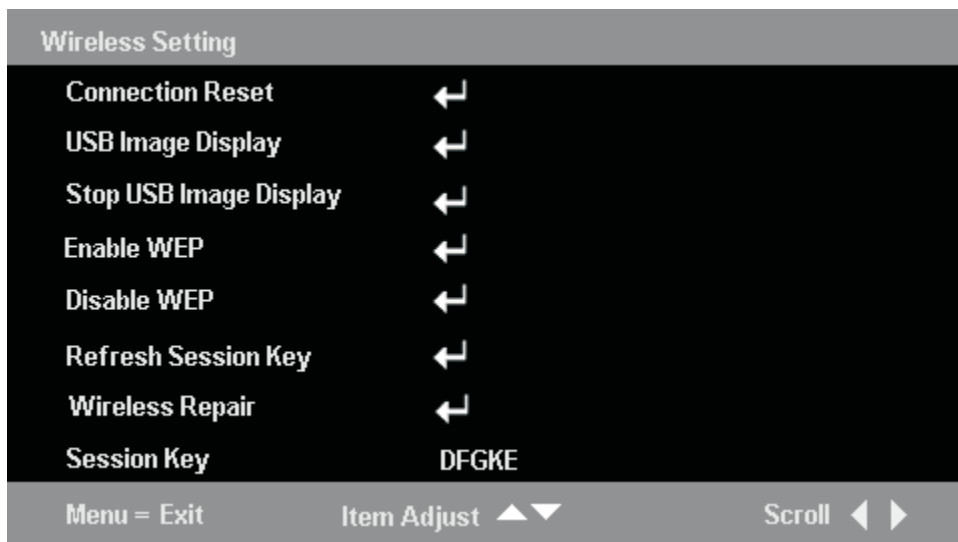 Wireless Setting
Connection Reset
USB Image Display
Stop USB Image Display
Enable WEP
Disable WEP
Refresh Session Key
Wireless Repair
Session Key DFGKE
Menu = Exit Item Adjust Scroll